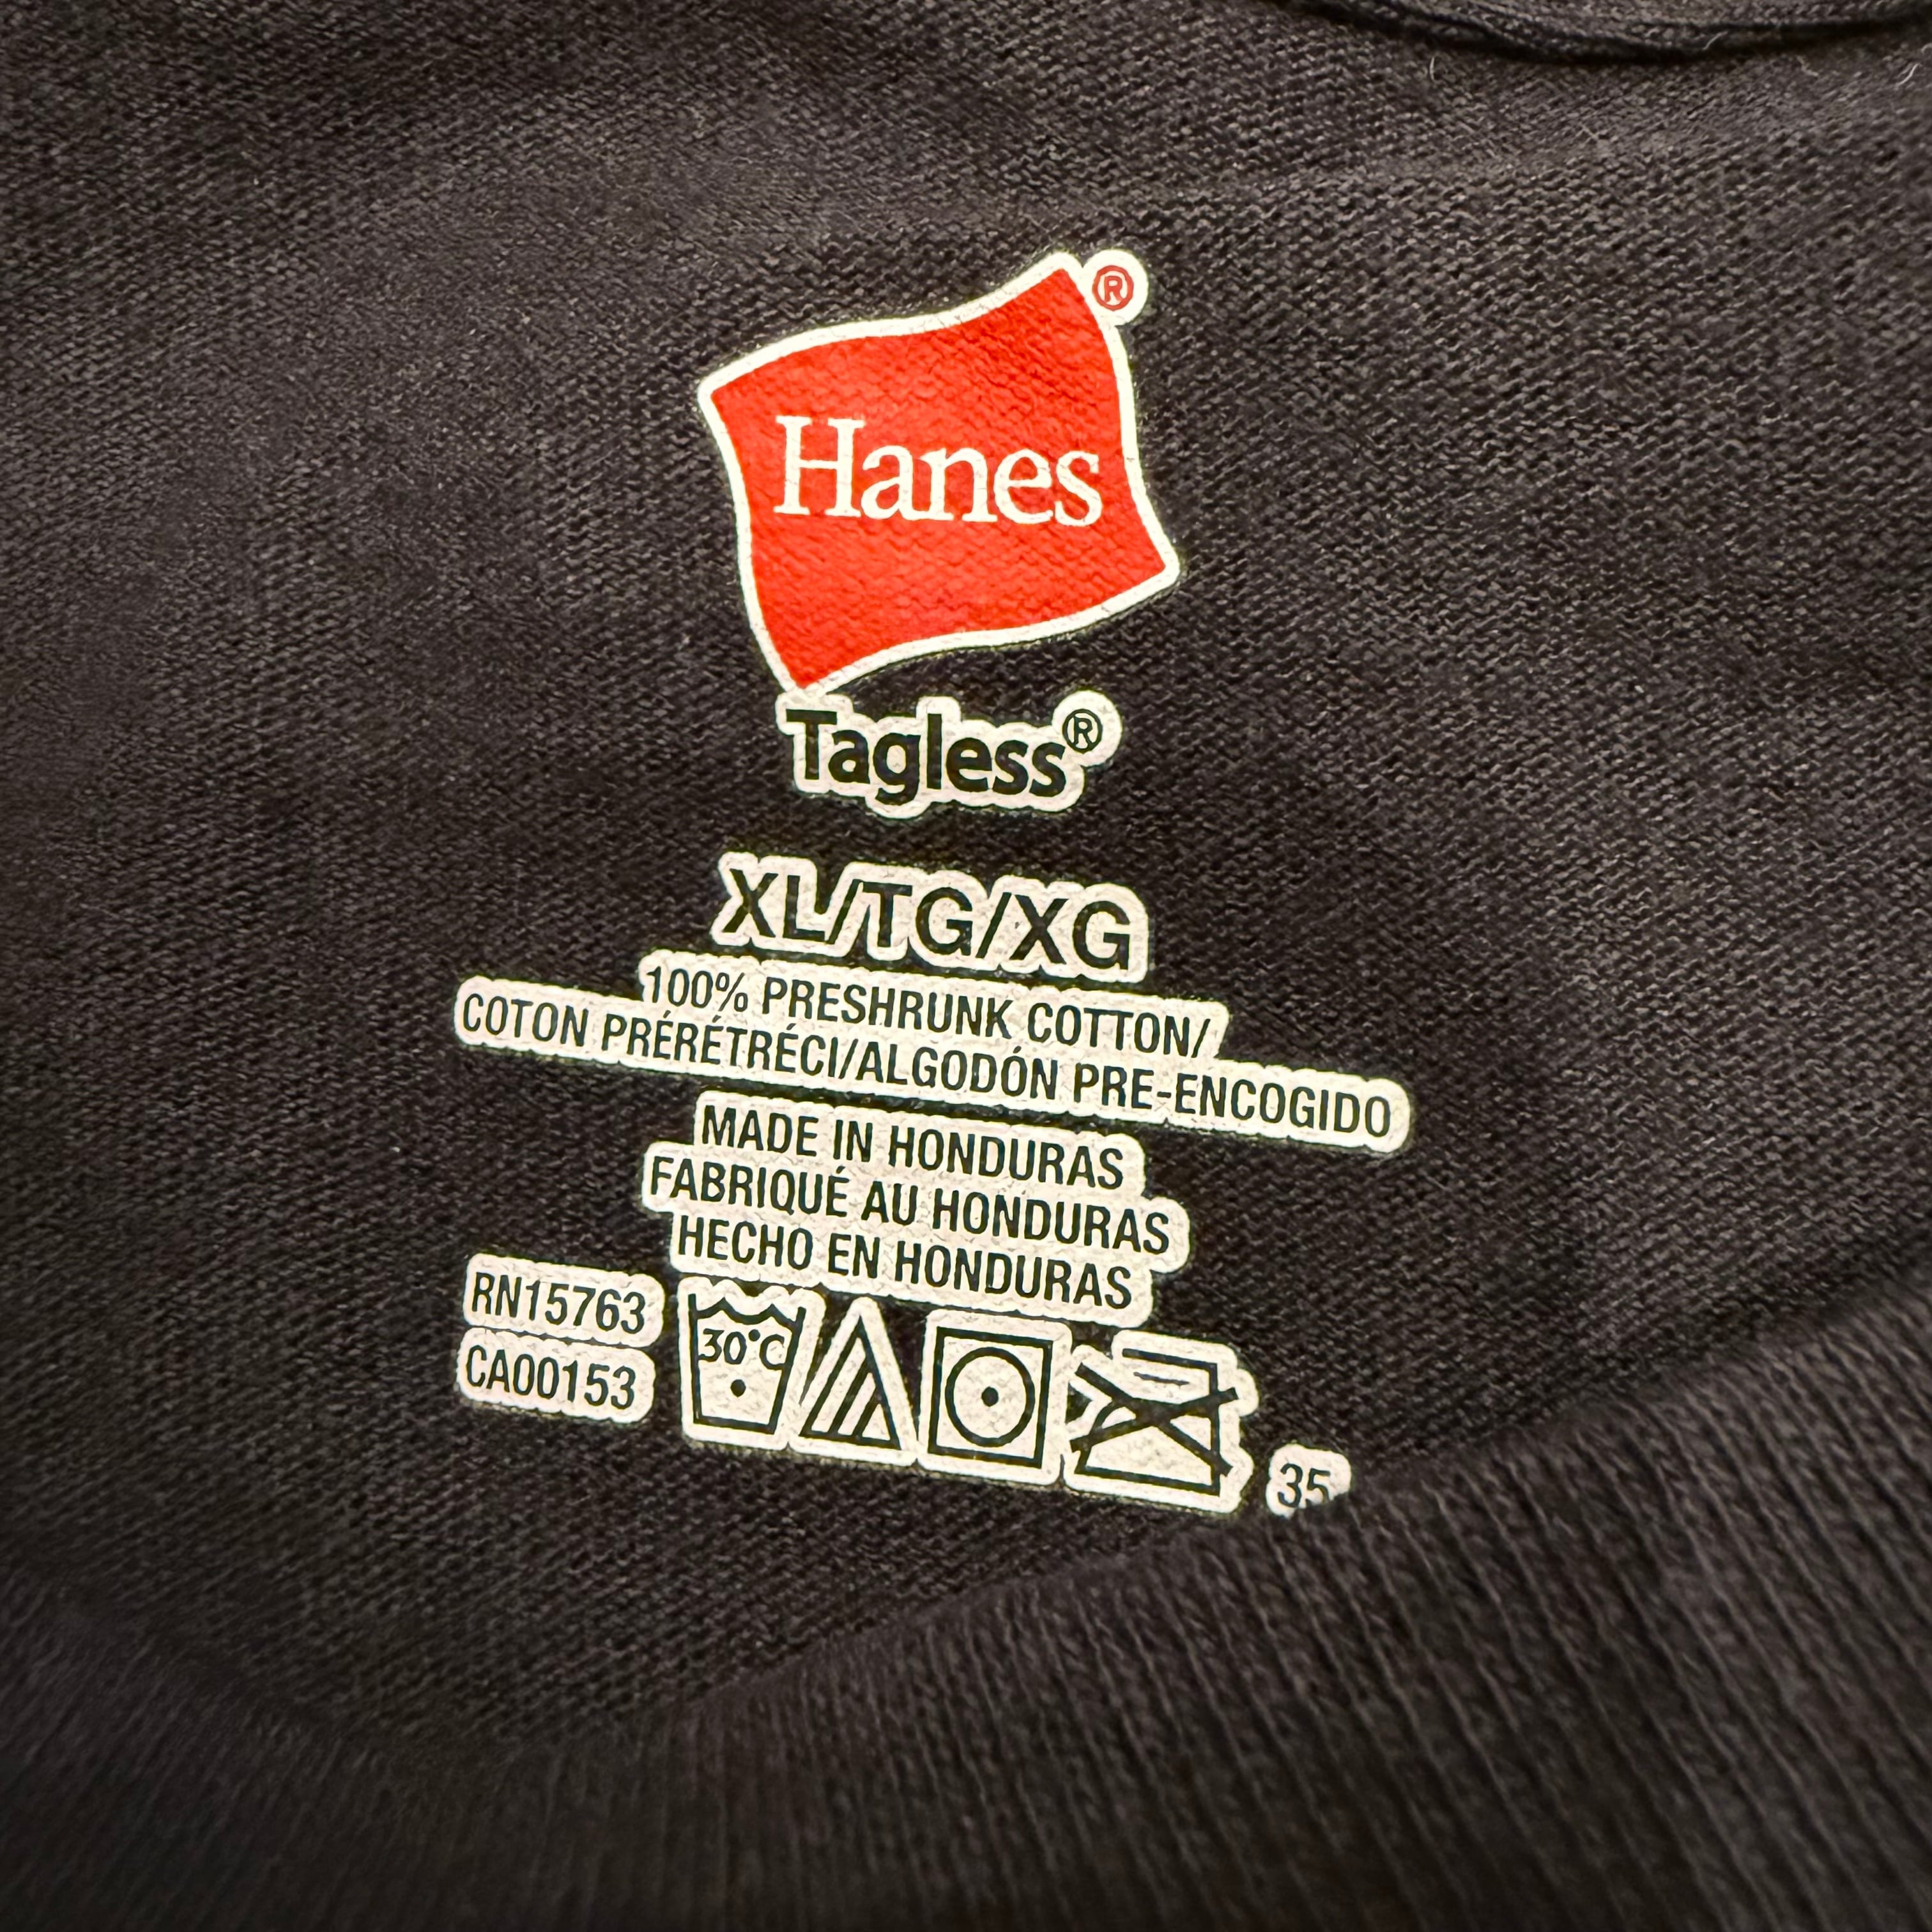 Hanes®
Tagless®
XL/TG/XG
100% PRESHRUNK COTTON/
COTON PRÉRÉTRÉCI/ALGODÓN PRE-ENCOGIDO
MADE IN HONDURAS
FABRIQUÉ AU HONDURAS
HECHO EN HONDURAS
RN15763
CA00153
30°C
35